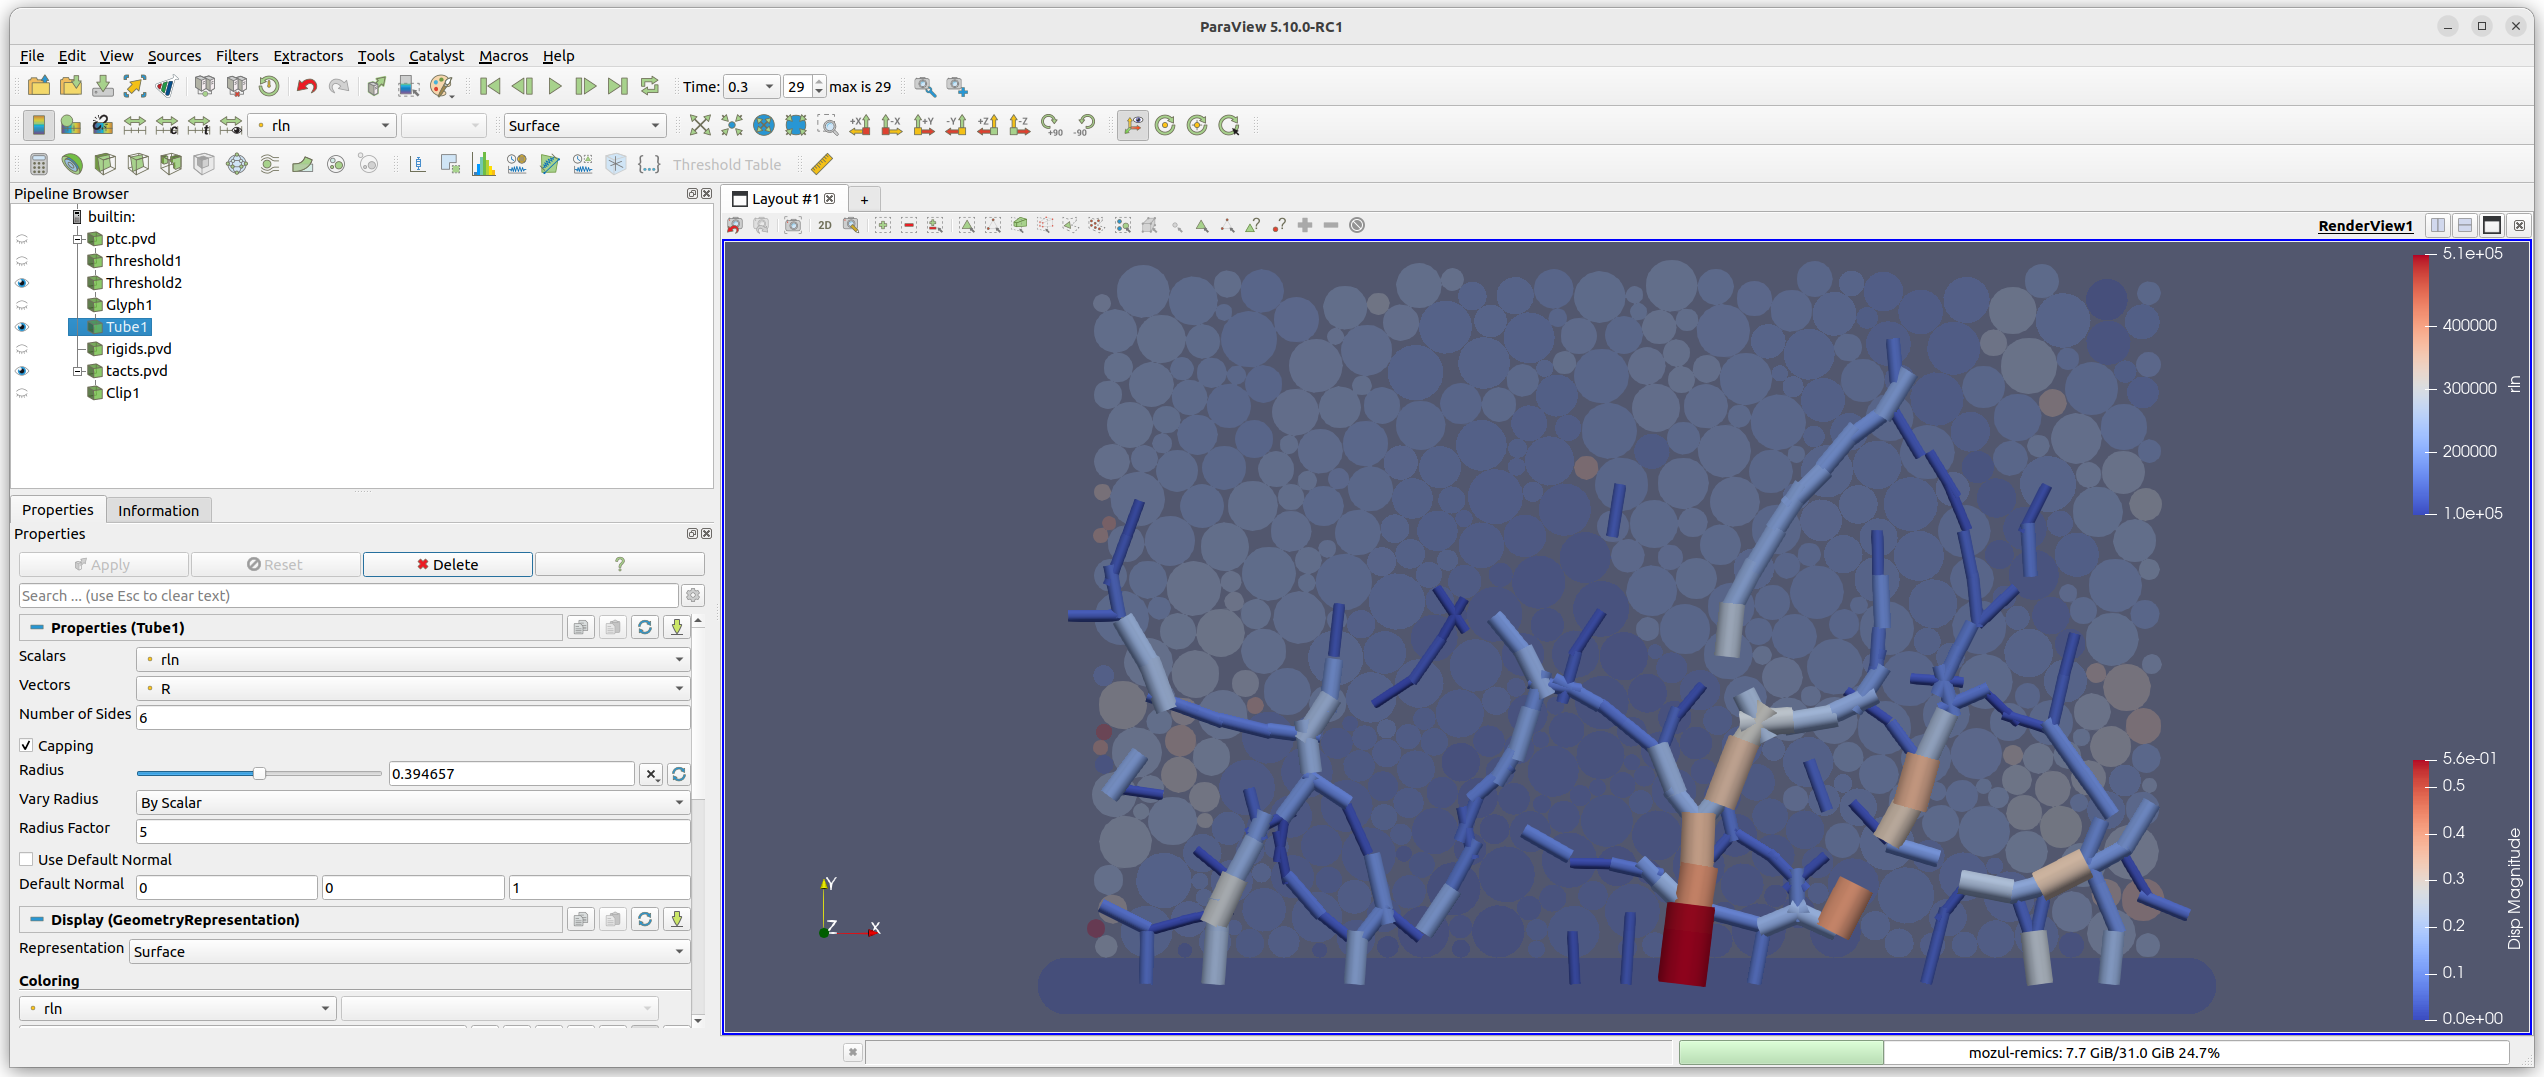 ParaView 5.10.0-RC1
File Edit View Sources Filters Extractors Tools Catalyst Macros Help
Time: 0.3 29 max is 29
rln Surface +X -X +Y -Y +Z -Z +90 -90
Threshold Table
Pipeline Browser
builtin:
ptc.pvd
Threshold1
Threshold2
Glyph1
Tube1
rigids.pvd
tacts.pvd
Clip1
Properties Information
Properties
Apply Reset Delete ?
Search ... (use Esc to clear text)
Properties (Tube1)
Scalars rln
Vectors R
Number of Sides 6
Capping
Radius 0.394657
Vary Radius By Scalar
Radius Factor 5
Use Default Normal
Default Normal 0 0 1
Display (GeometryRepresentation)
Representation Surface
Coloring
rln
Layout #1 +
2D RenderView1
5.1e+05
400000
300000
200000
1.0e+05
rln
5.6e-01
0.5
0.4
0.3
0.2
0.1
0.0e+00
Disp Magnitude
Y
Z X
mozul-remics: 7.7 GiB/31.0 GiB 24.7%